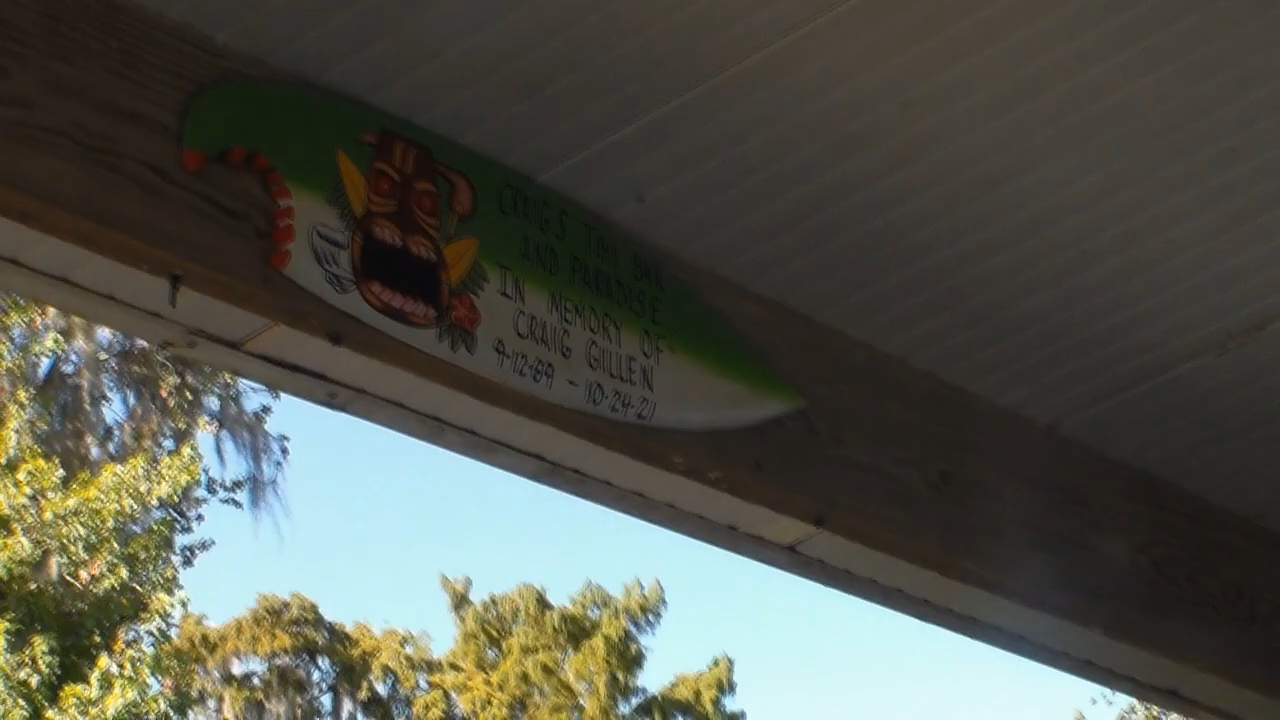 CRAIG'S TIKI BAR
AND PARADISE
IN MEMORY OF
CRAIG GILLEN
9-12-89 - 10-24-21